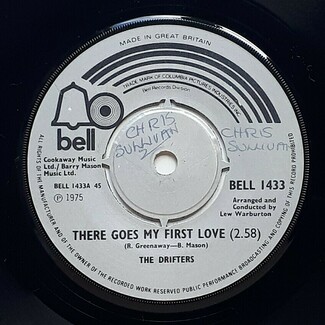 MADE IN GREAT BRITAIN
TRADE MARK OF COLUMBIA PICTURES INDUSTRIES, INC.
Bell Records Division
bell
CHRIS
SULLIVAN
CHRIS
SULLIVAN
Cookaway Music
Ltd./ Barry Mason
Music Ltd.
BELL 1433A 45
Ⓟ 1975
BELL 1433
Arranged and
Conducted by
Lew Warburton
THERE GOES MY FIRST LOVE (2.58)
(R. Greenaway—B. Mason)
THE DRIFTERS
ALL RIGHTS OF THE MANUFACTURER AND OF THE OWNER OF THE RECORDED WORK RESERVED UNAUTHORISED PUBLIC PERFORMANCE BROADCASTING AND COPYING OF THIS RECORD PROHIBITED